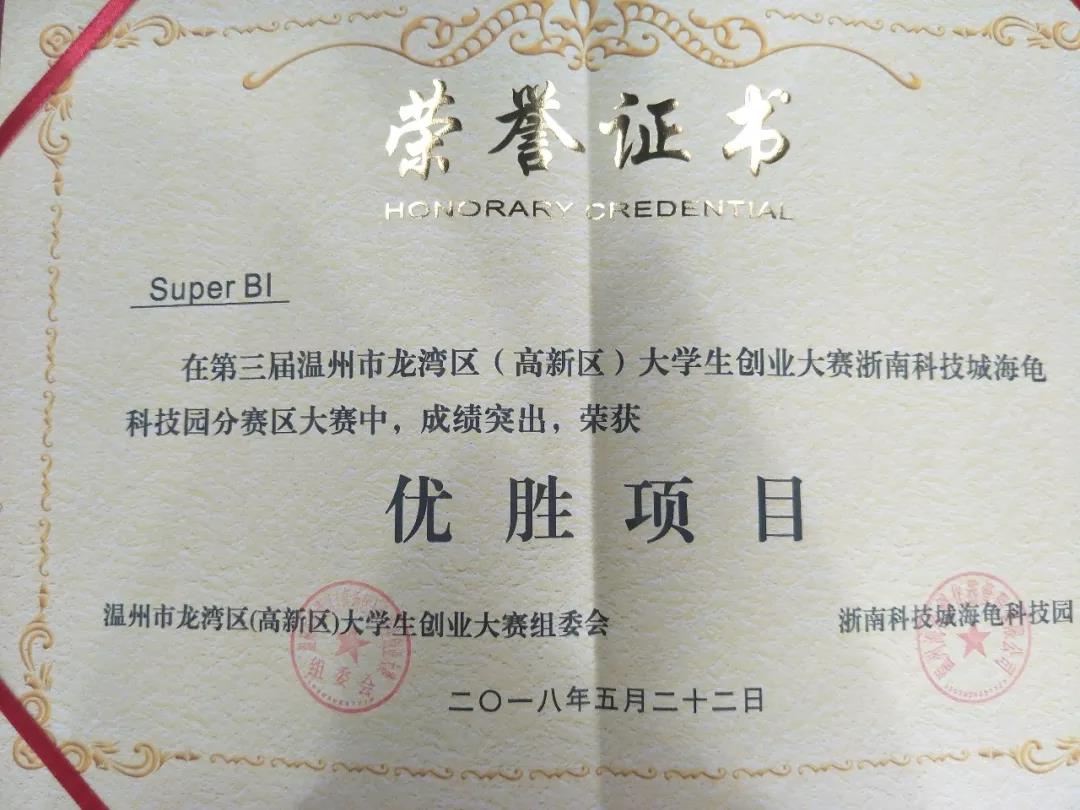 荣誉证书
HONORARY CREDENTIAL
Super BI
在第三届温州市龙湾区（高新区）大学生创业大赛浙南科技城海龟
科技园分赛区大赛中，成绩突出，荣获
优胜项目
温州市龙湾区(高新区)大学生创业大赛组委会
浙南科技城海龟科技园
组委会
二〇一八年五月二十二日